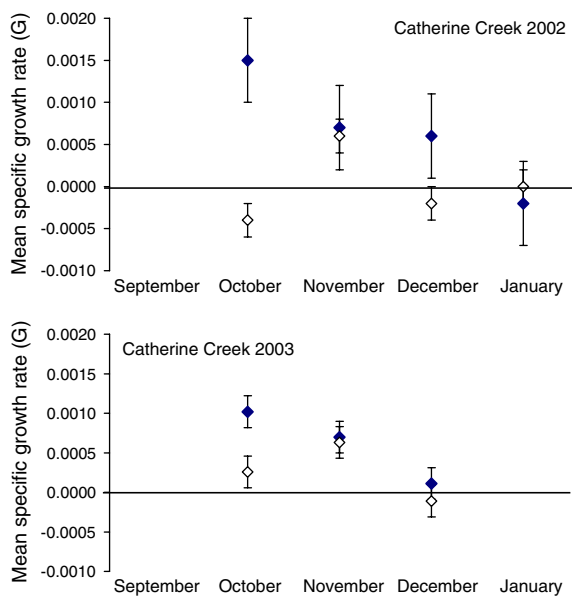 Mean specific growth rate (G)
0.0020
0.0015
0.0010
0.0005
0.0000
-0.0005
-0.0010
Catherine Creek 2002
September October November December January
Mean specific growth rate (G)
0.0020
0.0015
0.0010
0.0005
0.0000
-0.0005
-0.0010
Catherine Creek 2003
September October November December January